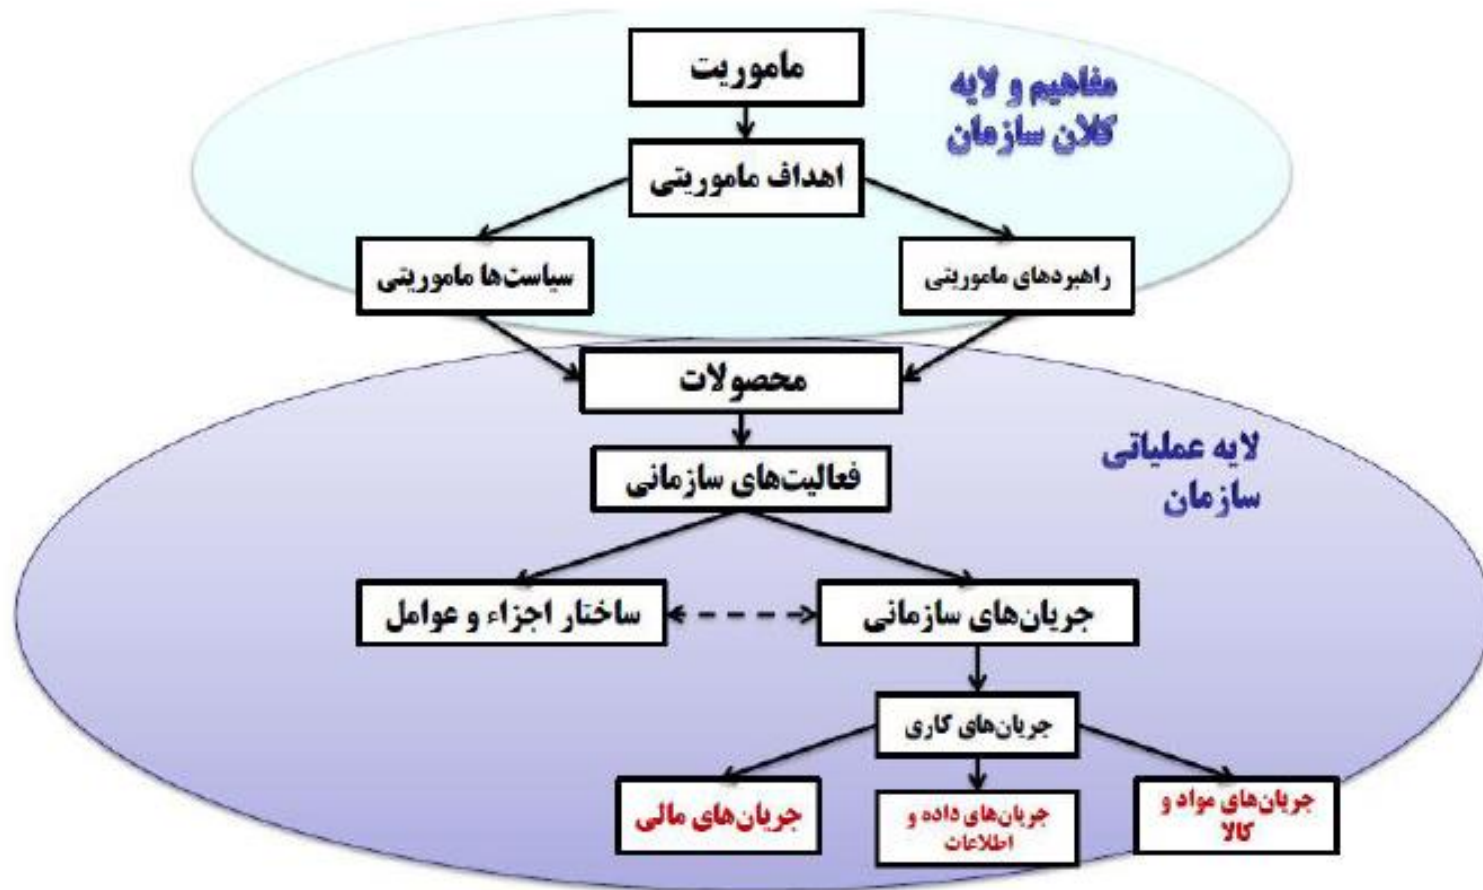 ماموریت
مفاهیم و لایه
کلان سازمان
اهداف ماموریتی
راهبردهای ماموریتی
سیاست‌ها ماموریتی
محصولات
لایه عملیاتی
سازمان
فعالیت‌های سازمانی
جریان‌های سازمانی
ساختار اجزاء و عوامل
جریان‌های کاری
جریان‌های مواد و
کالا
جریان‌های داده و
اطلاعات
جریان‌های مالی